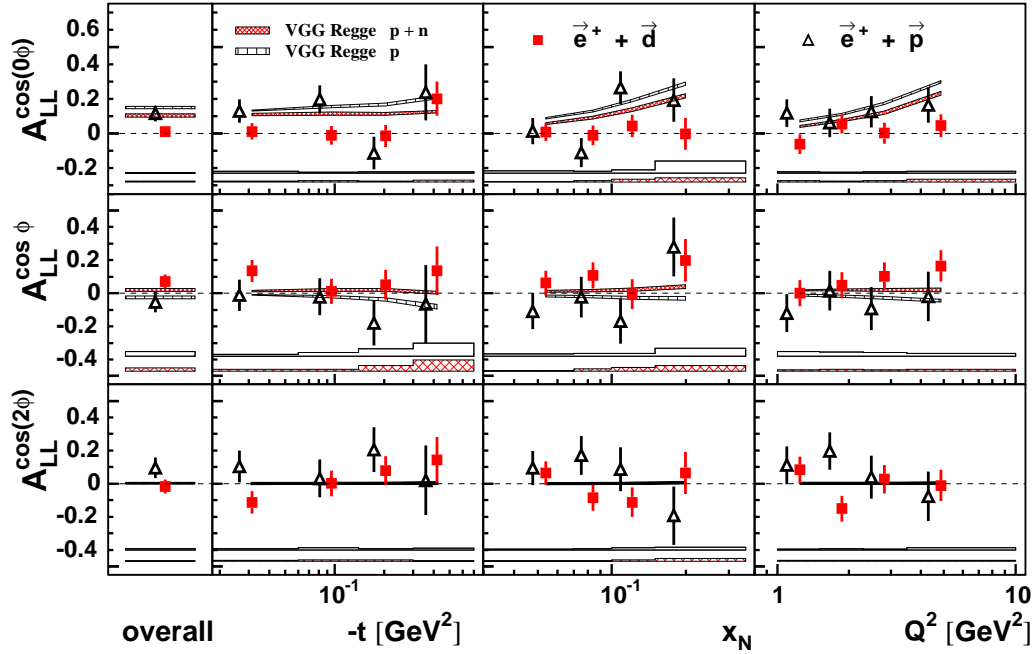 VGG Regge p + n
VGG Regge p
e⃗⁺ + d⃗
e⃗⁺ + p⃗
A_LL^cos(0ϕ)
0.6
0.4
0.2
0
-0.2
A_LL^cos ϕ
0.4
0.2
0
-0.2
-0.4
A_LL^cos(2ϕ)
0.4
0.2
0
-0.2
-0.4
10⁻¹
10⁻¹
1
10
overall
-t [GeV²]
x_N
Q² [GeV²]